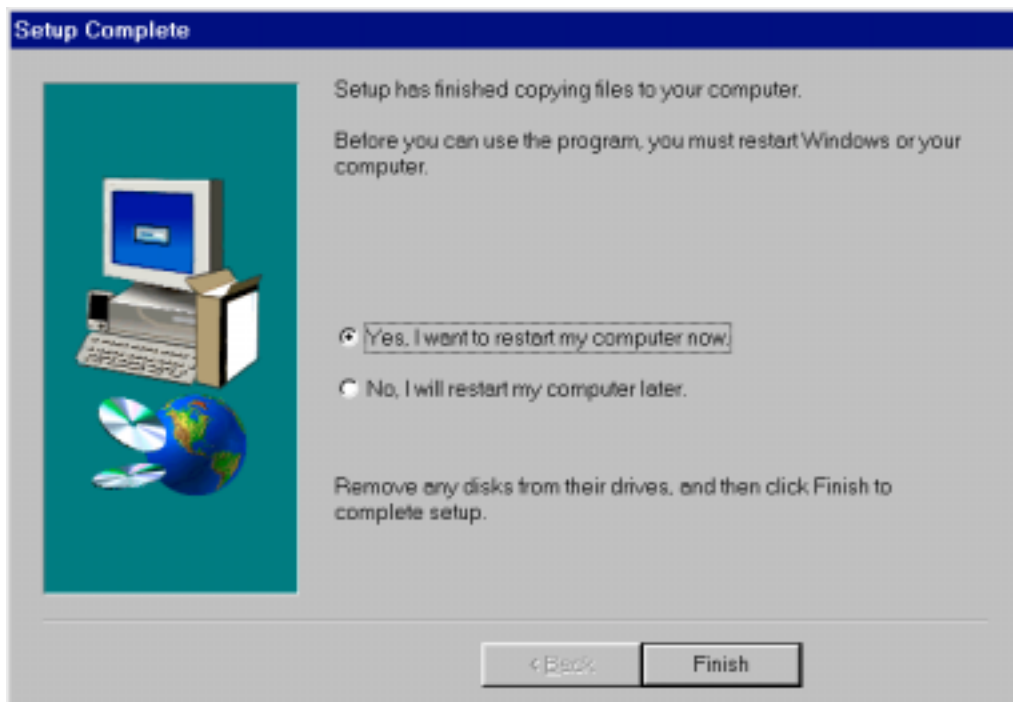 Setup Complete
Setup has finished copying files to your computer.
Before you can use the program, you must restart Windows or your
computer.
Yes, I want to restart my computer now.
No, I will restart my computer later.
Remove any disks from their drives, and then click Finish to
complete setup.
< Back
Finish